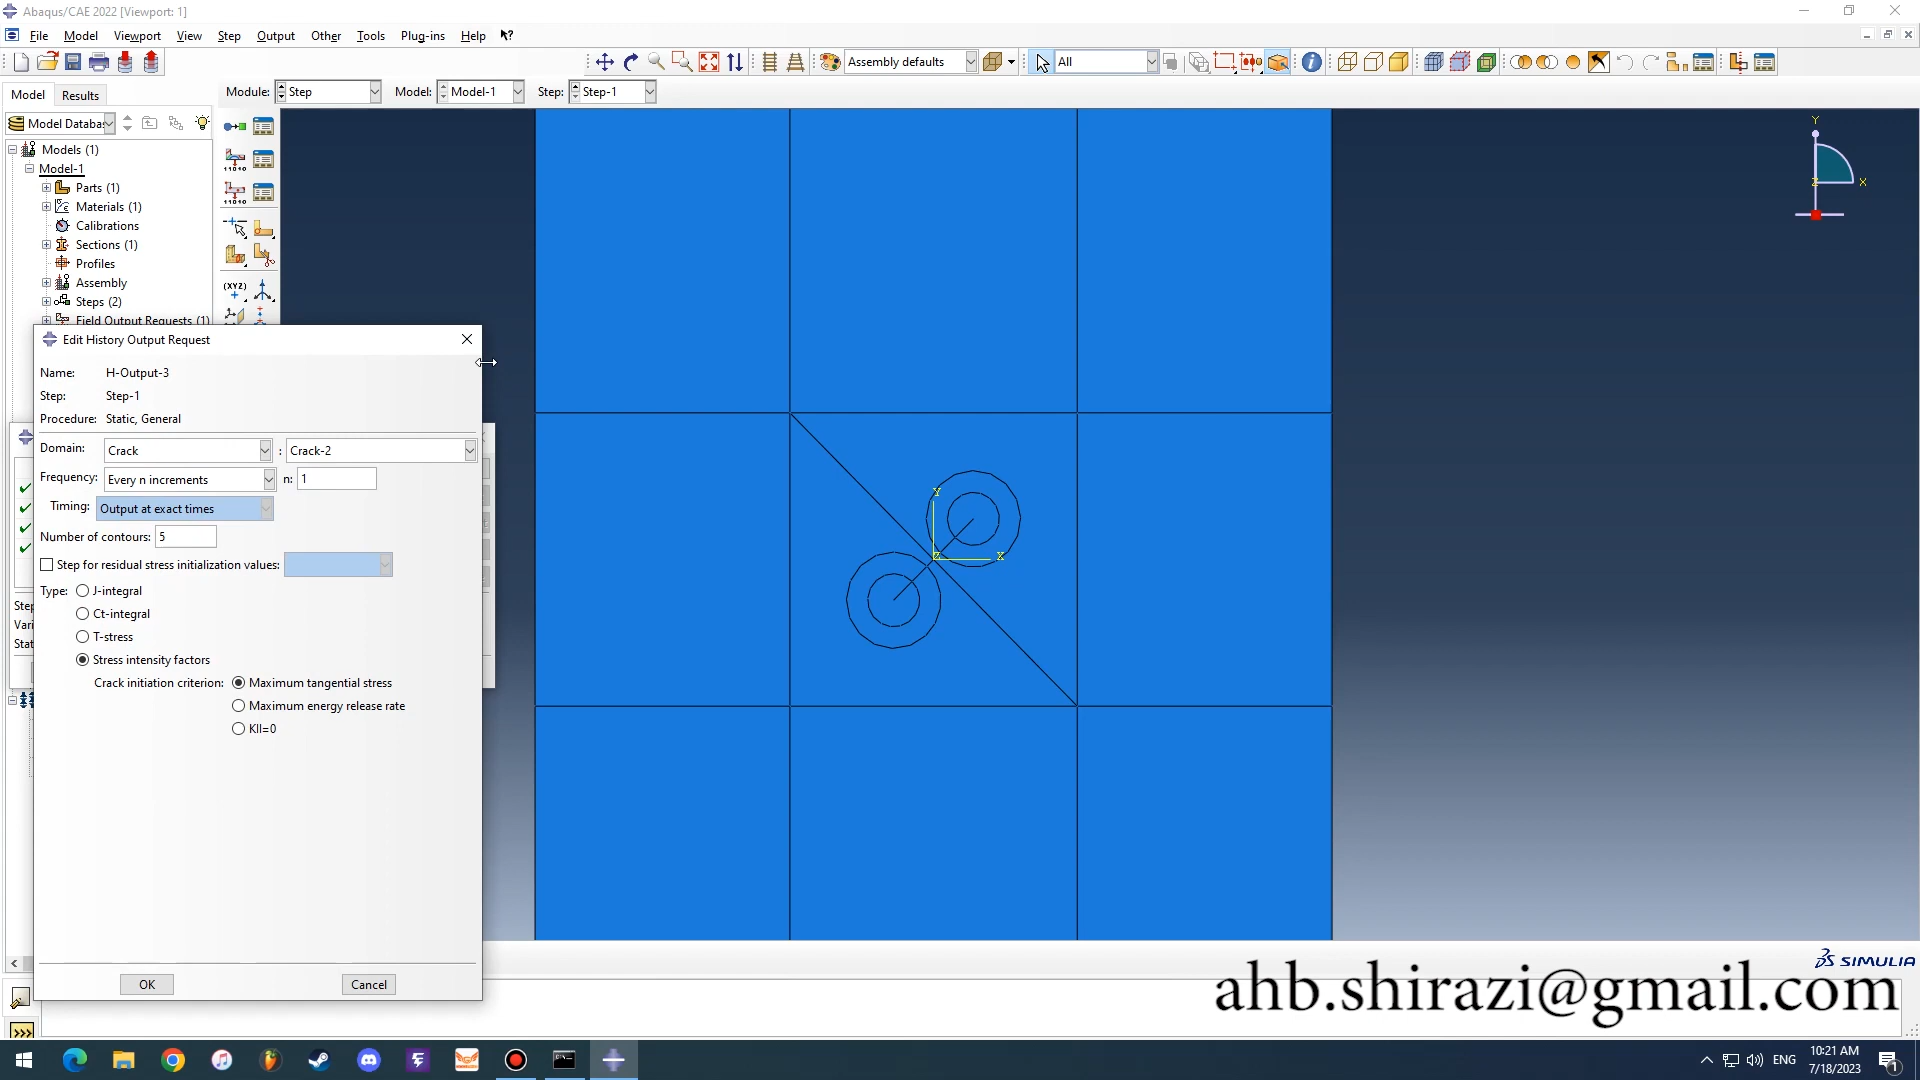 Abaqus/CAE 2022 [Viewport: 1]
File Model Viewport View Step Output Other Tools Plug-ins Help
Assembly defaults All
Model Results
Module: Step Model: Model-1 Step: Step-1
Model Databa
Models (1)
Model-1
Parts (1)
Materials (1)
Calibrations
Sections (1)
Profiles
Assembly
Steps (2)
Field Output Requests (1)
(XYZ)
Edit History Output Request
Name: H-Output-3
Step: Step-1
Procedure: Static, General
Domain: Crack : Crack-2
Frequency: Every n increments n: 1
Timing: Output at exact times
Number of contours: 5
Step for residual stress initialization values:
Type: J-integral
Ct-integral
T-stress
Stress intensity factors
Crack initiation criterion: Maximum tangential stress
Maximum energy release rate
KII=0
OK Cancel
Step
Vari
Stat
Y
X
Z
Y
X
Z
SIMULIA
ahb.shirazi@gmail.com
ENG
10:21 AM
7/18/2023
1